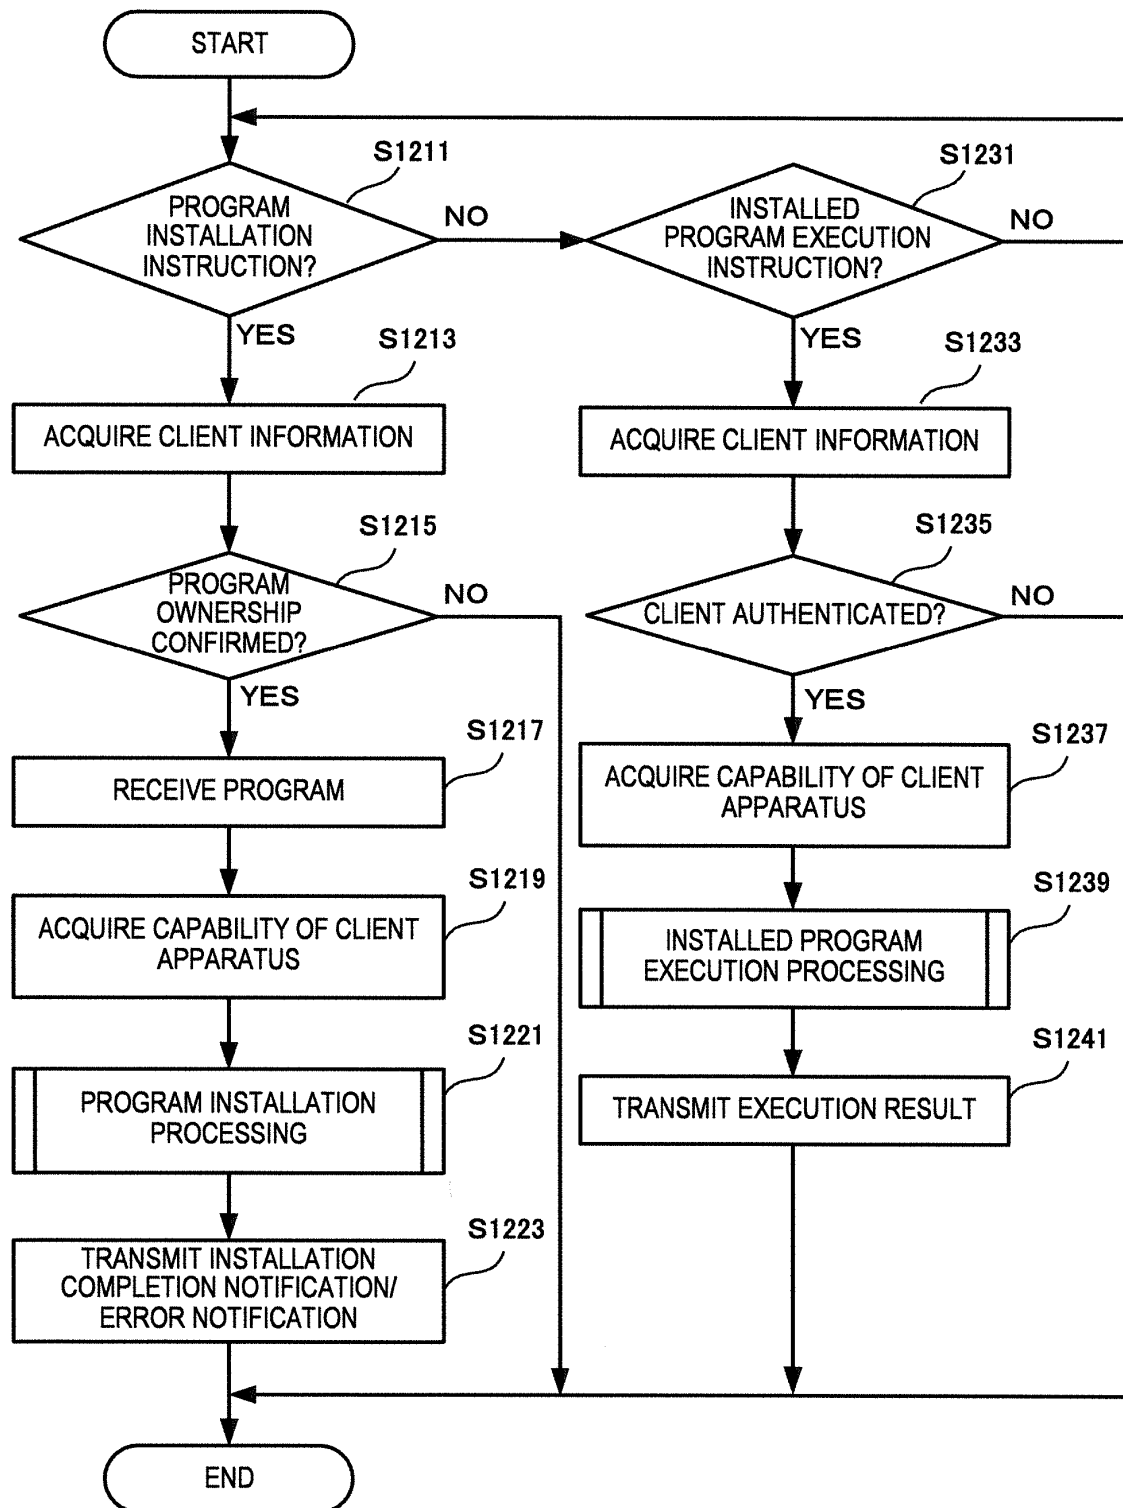 START
S1211
PROGRAM
INSTALLATION
INSTRUCTION?
NO
YES
S1213
ACQUIRE CLIENT INFORMATION
S1215
PROGRAM
OWNERSHIP
CONFIRMED?
NO
YES
S1217
RECEIVE PROGRAM
S1219
ACQUIRE CAPABILITY OF CLIENT
APPARATUS
S1221
PROGRAM INSTALLATION
PROCESSING
S1223
TRANSMIT INSTALLATION
COMPLETION NOTIFICATION/
ERROR NOTIFICATION
END
S1231
INSTALLED
PROGRAM EXECUTION
INSTRUCTION?
NO
YES
S1233
ACQUIRE CLIENT INFORMATION
S1235
CLIENT AUTHENTICATED?
NO
YES
S1237
ACQUIRE CAPABILITY OF CLIENT
APPARATUS
S1239
INSTALLED PROGRAM
EXECUTION PROCESSING
S1241
TRANSMIT EXECUTION RESULT